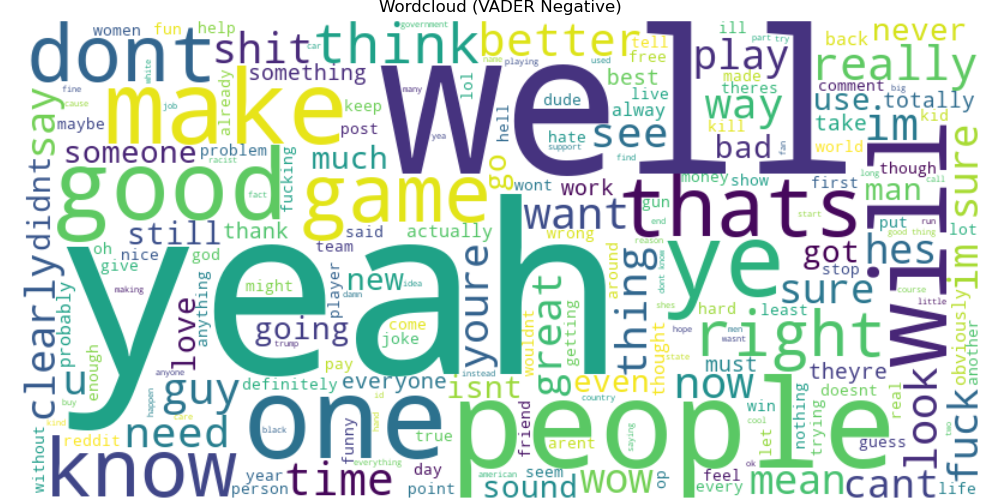 Wordcloud (VADER Negative)
women fun help government
dont shit think better tell free ill part try back never
white car name playing used play made theres really
fine something lol many well dude best live alway way comment big
cause job make already keep hell hate see kill use totally
say maybe post yea support find bad fan take im kid
someone problem much go world
racist fucking wont work money show first long though
good fact game want gun thats man call sure
didnt still thank said actually wrong end start put run lot
oh nice god team around reason ye got hes good thing
clearly give anything might player new idea youre thing dont know stop will im
probably making yeah damn shes sure course little
love going come great getting hard least obviously another
enough trump joke wouldnt thought hope men wasnt right
u anyone pay instead state must theyre
guy definitely everyone isnt even now doesnt look fuck
buy happen id country win nothing real
kind care one hand friend people cool let trying two
without reddit need black funny true arent saying guess
know year everything american seem wow op feel ok mean life
person time day point sound every cant